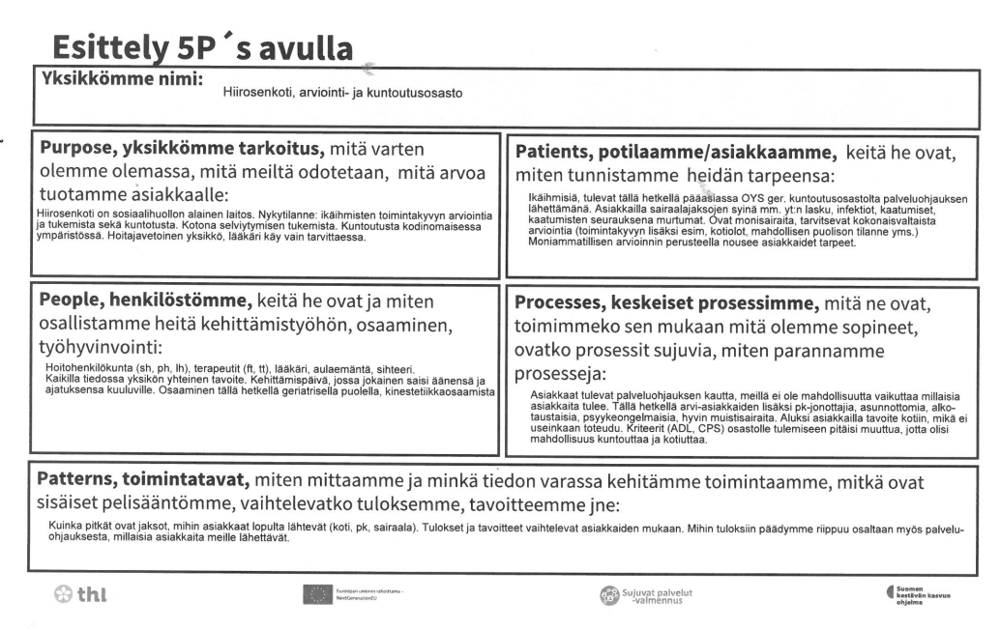 Esittely 5P´s avulla
Yksikkömme nimi:
Hiirosenkoti, arviointi- ja kuntoutusosasto
Purpose, yksikkömme tarkoitus, mitä varten
olemme olemassa, mitä meiltä odotetaan, mitä arvoa
tuotamme asiakkaalle:
Hiirosenkoti on sosiaalihuollon alainen laitos. Nykytilanne: ikäihmisten toimintakyvyn arviointia
ja tukemista sekä kuntotusta. Kotona selviytymisen tukemista. Kuntoutusta kodinomaisessa
ympäristössä. Hoitajavetoinen yksikkö, lääkäri käy vain tarvittaessa.
Patients, potilaamme/asiakkaamme, keitä he ovat,
miten tunnistamme heidän tarpeensa:
Ikäihmisiä, tulevat tällä hetkellä pääasiassa OYS ger. kuntoutusosastolta palveluohjauksen
lähettämänä. Asiakkailla sairaalajaksojen syinä mm. yt:n lasku, infektiot, kaatumiset,
kaatumisten seurauksena murtumat. Ovat monisairaita, tarvitsevat kokonaisvaltaista
arviointia (toimintakyvyn lisäksi esim, kotiolot, mahdollisen puolison tilanne yms.)
Moniammatillisen arvioinnin perusteella nousee asiakkaidet tarpeet.
People, henkilöstömme, keitä he ovat ja miten
osallistamme heitä kehittämistyöhön, osaaminen,
työhyvinvointi:
Hoitohenkilökunta (sh, ph, lh), terapeutit (ft, tt), lääkäri, aulaemäntä, sihteeri.
Kaikilla tiedossa yksikön yhteinen tavoite. Kehittämispäivä, jossa jokainen saisi äänensä ja
ajatuksensa kuuluville. Osaaminen tällä hetkellä geriatrisella puolella, kinestetiikkaosaamista
Processes, keskeiset prosessimme, mitä ne ovat,
toimimmeko sen mukaan mitä olemme sopineet,
ovatko prosessit sujuvia, miten parannamme
prosesseja:
Asiakkaat tulevat palveluohjauksen kautta, meillä ei ole mahdollisuutta vaikuttaa millaisia
asiakkaita tulee. Tällä hetkellä arvi-asiakkaiden lisäksi pk-jonottajia, asunnottomia, alko-
taustaisia, psyykeongelmaisia, hyvin muistisairaita. Aluksi asiakkailla tavoite kotiin, mikä ei
useinkaan toteudu. Kriteerit (ADL, CPS) osastolle tulemiseen pitäisi muuttua, jotta olisi
mahdollisuus kuntouttaa ja kotiuttaa.
Patterns, toimintatavat, miten mittaamme ja minkä tiedon varassa kehitämme toimintaamme, mitkä ovat
sisäiset pelisääntömme, vaihtelevatko tuloksemme, tavoitteemme jne:
Kuinka pitkät ovat jaksot, mihin asiakkaat lopulta lähtevät (koti, pk, sairaala). Tulokset ja tavoitteet vaihtelevat asiakkaiden mukaan. Mihin tuloksiin päädymme riippuu osaltaan myös palvelu-
ohjauksesta, millaisia asiakkaita meille lähettävät.
thl
Euroopan unionin rahoittama –
NextGenerationEU
Sujuvat palvelut
-valmennus
Suomen
kestävän kasvun
ohjelma